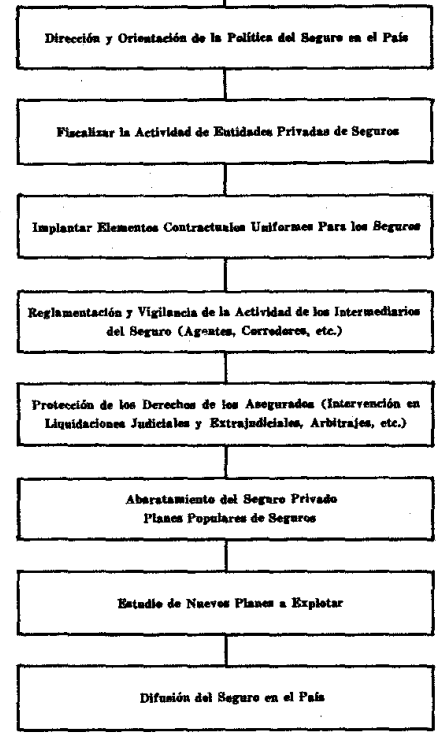 Dirección y Orientación de la Política del Seguro en el País
Fiscalizar la Actividad de Entidades Privadas de Seguros
Implantar Elementos Contractuales Uniformes Para los Seguros
Reglamentación y Vigilancia de la Actividad de los Intermediarios
del Seguro (Agentes, Corredores, etc.)
Protección de los Derechos de los Asegurados (Intervención en
Liquidaciones Judiciales y Extrajudiciales, Arbitrajes, etc.)
Abaratamiento del Seguro Privado
Planes Populares de Seguros
Estudio de Nuevos Planes a Explotar
Difusión del Seguro en el País